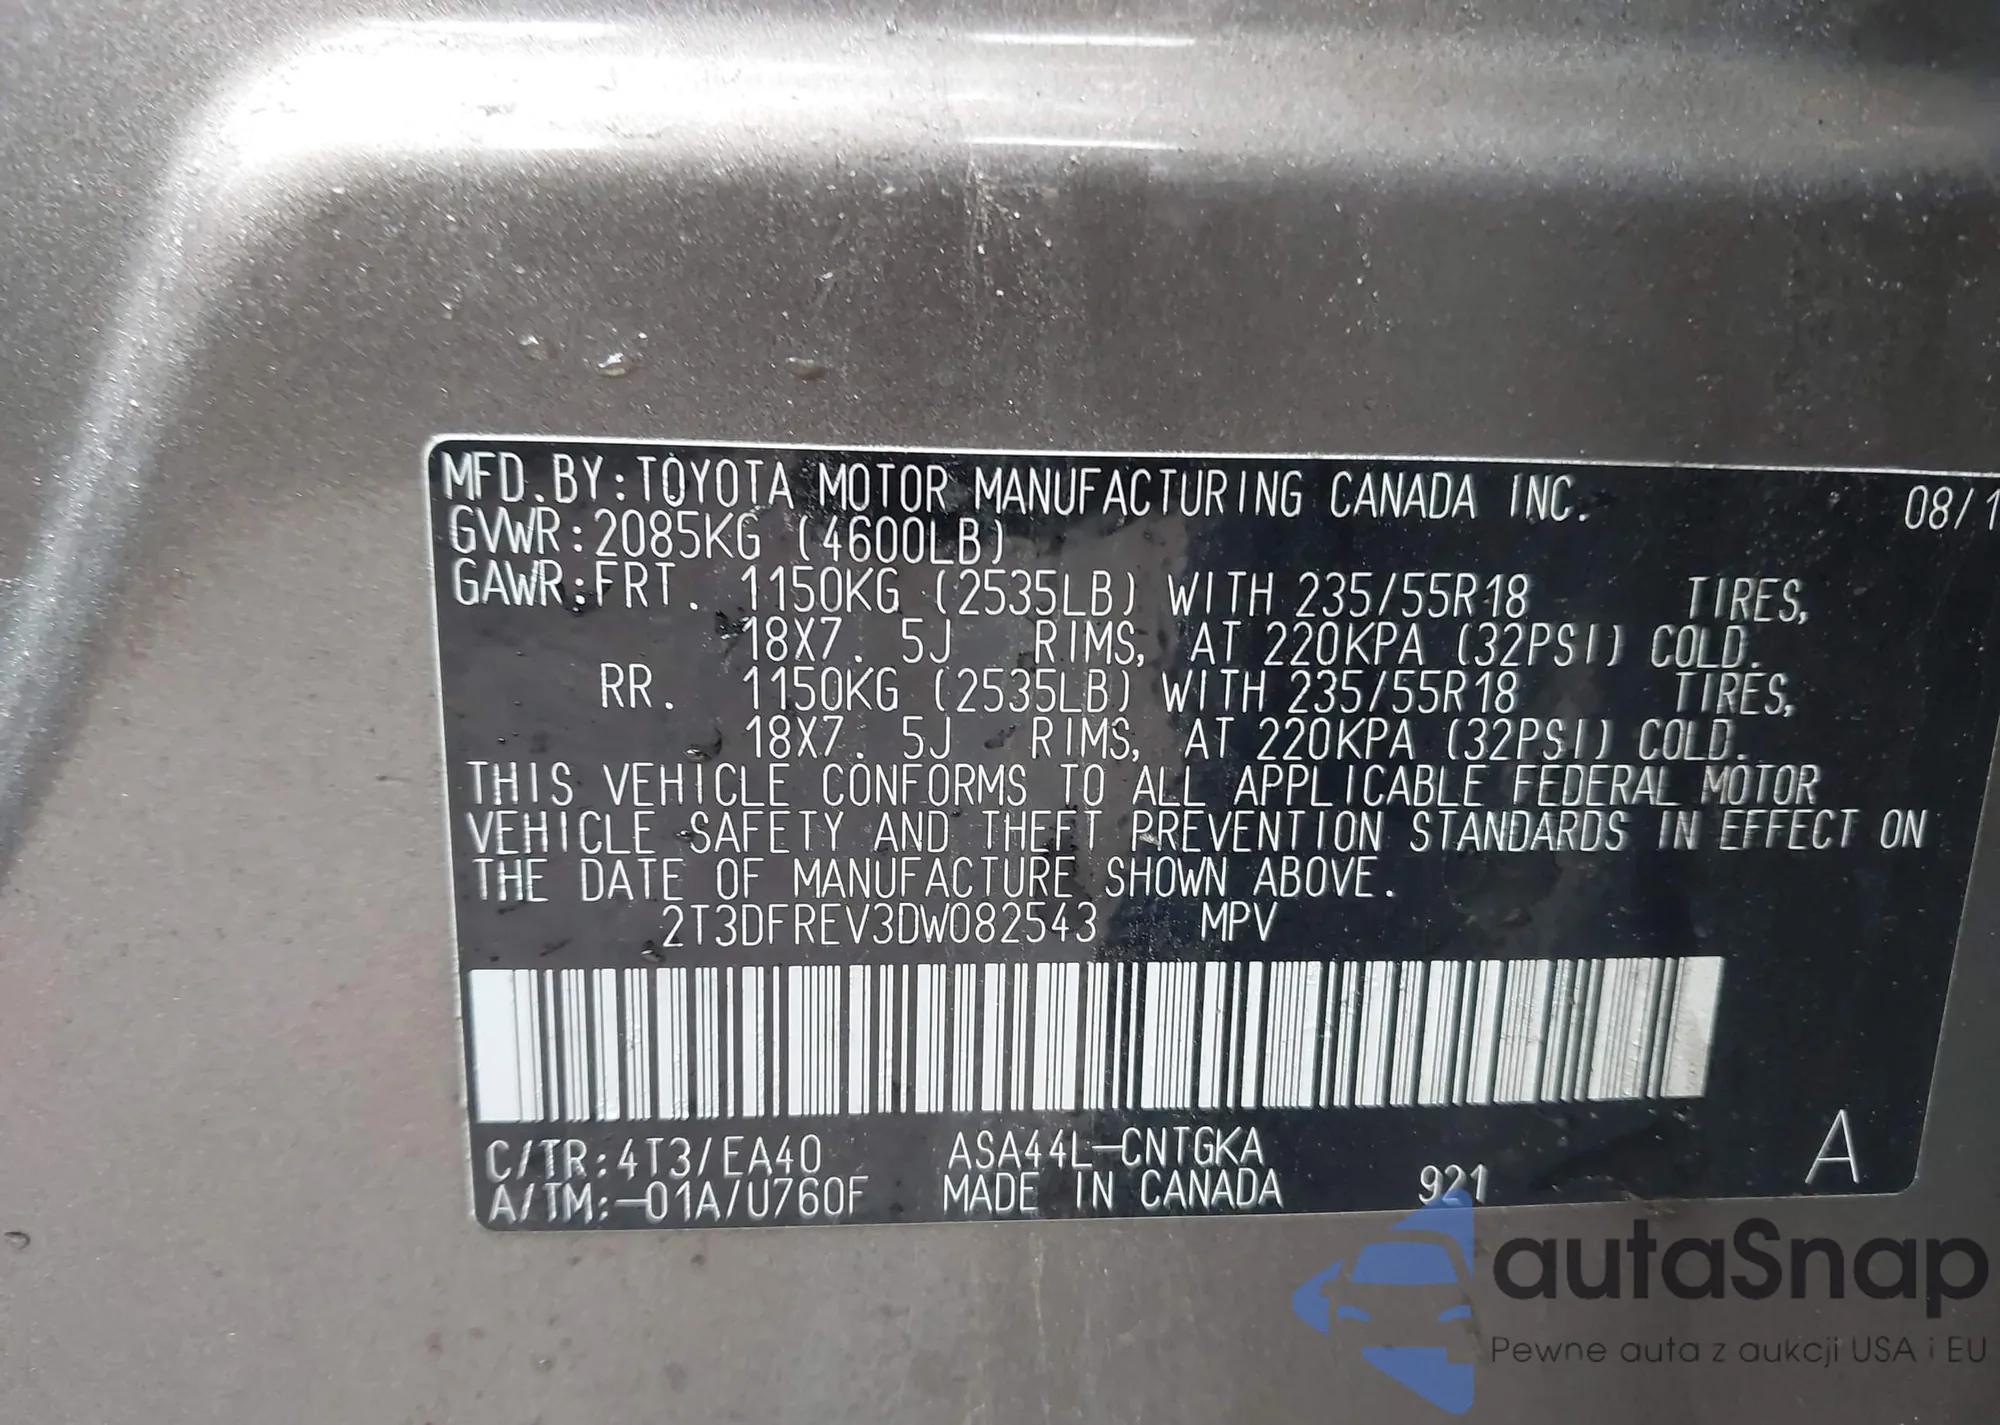 MFD.BY:TOYOTA MOTOR MANUFACTURING CANADA INC. 08/1
GVWR:2085KG (4600LB)
GAWR:FRT. 1150KG (2535LB) WITH 235/55R18 TIRES,
18X7. 5J RIMS, AT 220KPA (32PSI) COLD.
RR. 1150KG (2535LB) WITH 235/55R18 TIRES,
18X7. 5J RIMS, AT 220KPA (32PSI) COLD.
THIS VEHICLE CONFORMS TO ALL APPLICABLE FEDERAL MOTOR
VEHICLE SAFETY AND THEFT PREVENTION STANDARDS IN EFFECT ON
THE DATE OF MANUFACTURE SHOWN ABOVE.
2T3DFREV3DW082543 MPV
C/TR:4T3/EA40 ASA44L-CNTGKA
A/TM:-01A/U760F MADE IN CANADA 921 A
autaSnap
Pewne auta z aukcji USA i EU